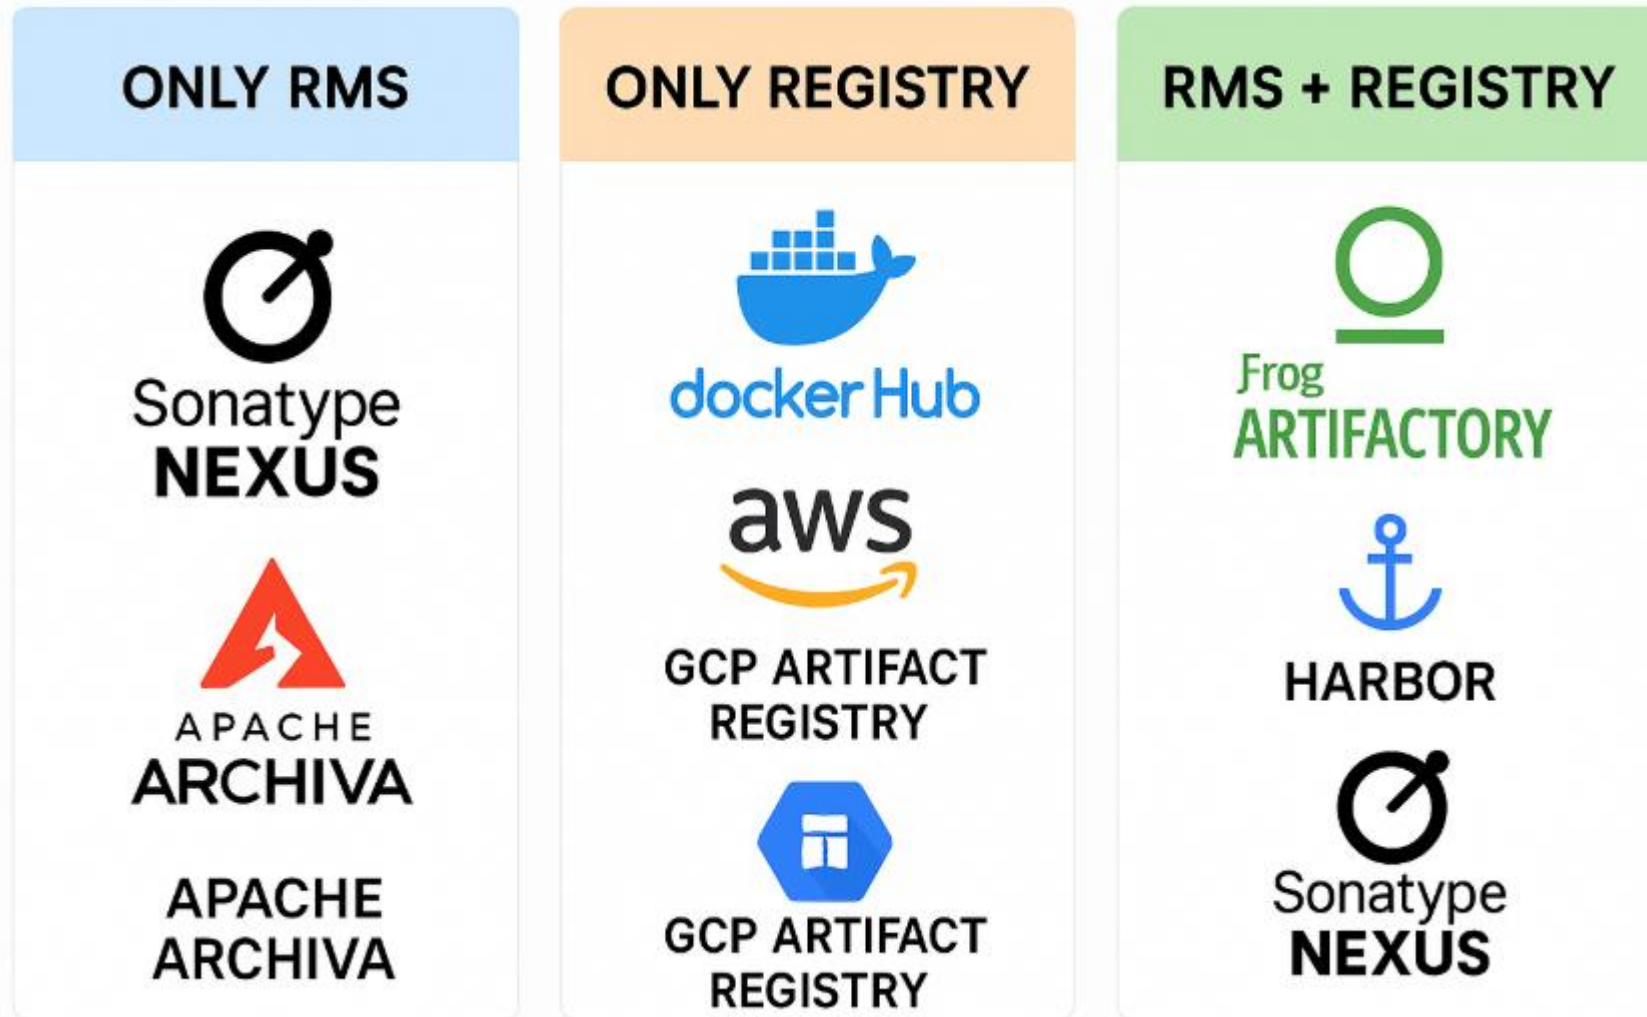 ONLY RMS
Sonatype
NEXUS
APACHE
ARCHIVA
APACHE
ARCHIVA
ONLY REGISTRY
docker Hub
aws
GCP ARTIFACT
REGISTRY
GCP ARTIFACT
REGISTRY
RMS + REGISTRY
Frog
ARTIFACTORY
HARBOR
Sonatype
NEXUS